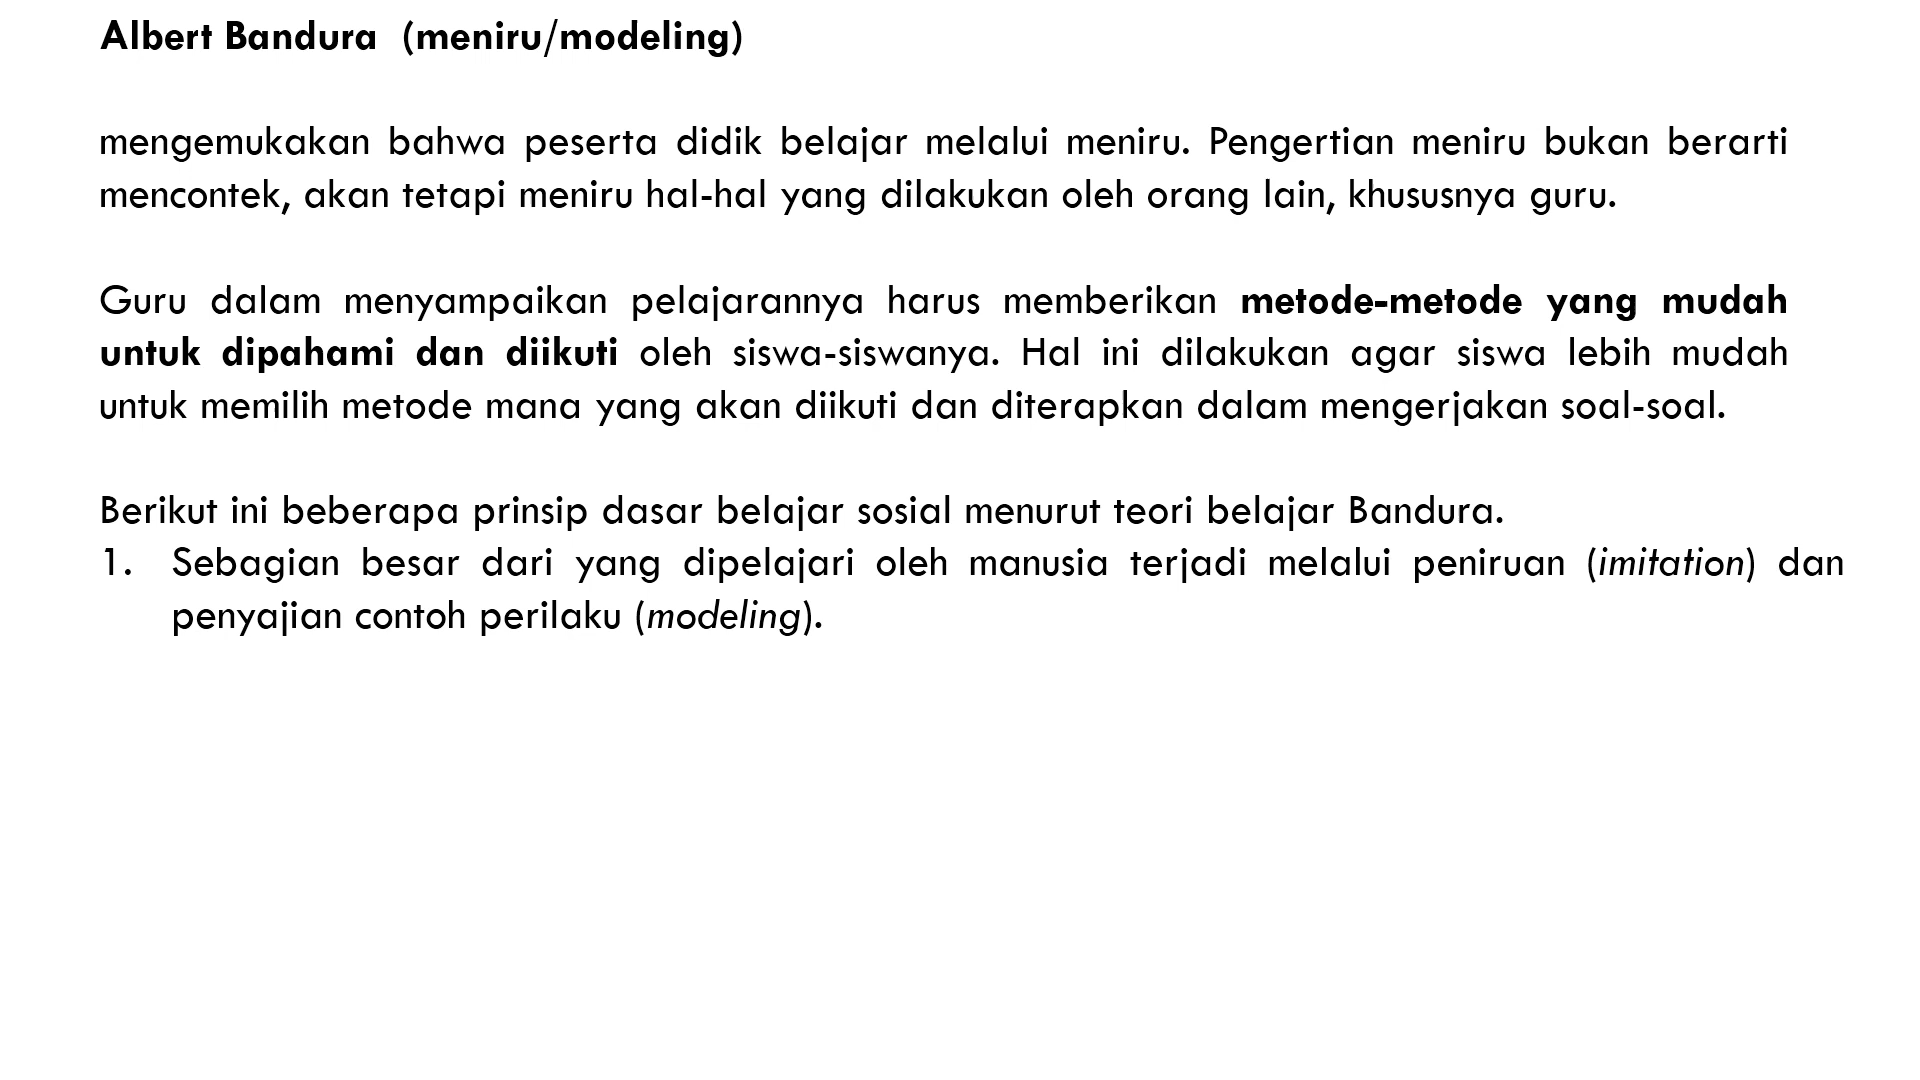 Albert Bandura (meniru/modeling)
mengemukakan bahwa peserta didik belajar melalui meniru. Pengertian meniru bukan berarti
mencontek, akan tetapi meniru hal-hal yang dilakukan oleh orang lain, khususnya guru.
Guru dalam menyampaikan pelajarannya harus memberikan metode-metode yang mudah
untuk dipahami dan diikuti oleh siswa-siswanya. Hal ini dilakukan agar siswa lebih mudah
untuk memilih metode mana yang akan diikuti dan diterapkan dalam mengerjakan soal-soal.
Berikut ini beberapa prinsip dasar belajar sosial menurut teori belajar Bandura.
1. Sebagian besar dari yang dipelajari oleh manusia terjadi melalui peniruan (imitation) dan
penyajian contoh perilaku (modeling).